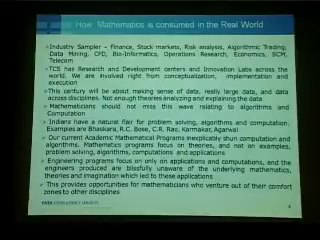 How Mathematics is consumed in the Real World
Industry Sampler – Finance, Stock markets, Risk analysis, Algorithmic Trading,
Data Mining, CFD, Bio-Informatics, Operations Research, Economics, SCM,
Telecom
TCS has Research and Development centers and Innovation Labs across the
world. We are involved right from conceptualization, implementation and
execution
This century will be about making sense of data, really large data, and data
across disciplines. Not enough theories analyzing and explaining the data
Mathematicians should not miss this wave relating to algorithms and
Computation
Indians have a natural flair for problem solving, algorithms and computation.
Examples are Bhaskara, R.C. Bose, C.R. Rao, Karmakar, Agarwal
Our current Academic Mathematical Programs inexplicably shun computation and
algorithms. Mathematics programs focus on theories, and not on examples,
problem solving, algorithms, computations and applications
Engineering programs focus only on applications and computations, and the
engineers produced are blissfully unaware of the underlying mathematics,
theories and imagination which led to these applications
This provides opportunities for mathematicians who venture out of their comfort
zones to other disciplines
TATA CONSULTANCY SERVICES